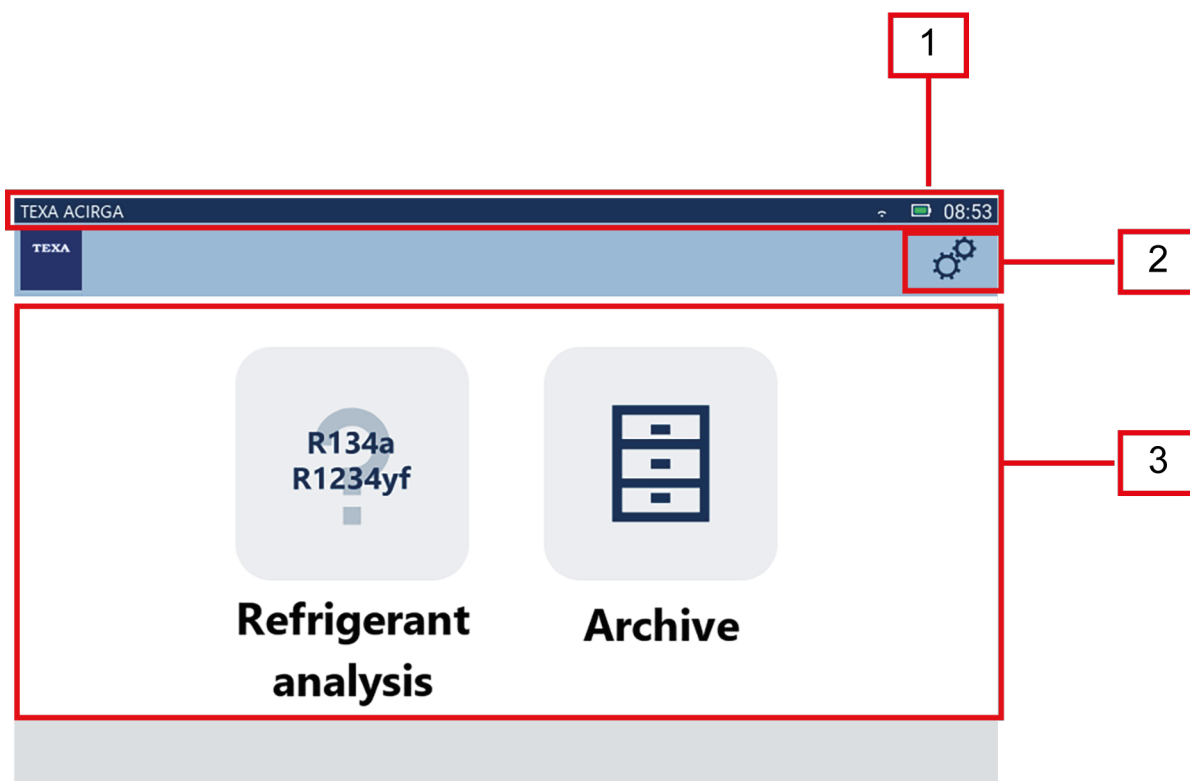 1
TEXA ACIRGA 08:53
TEXA
2
R134a
R1234yf
?
3
Refrigerant
analysis
Archive